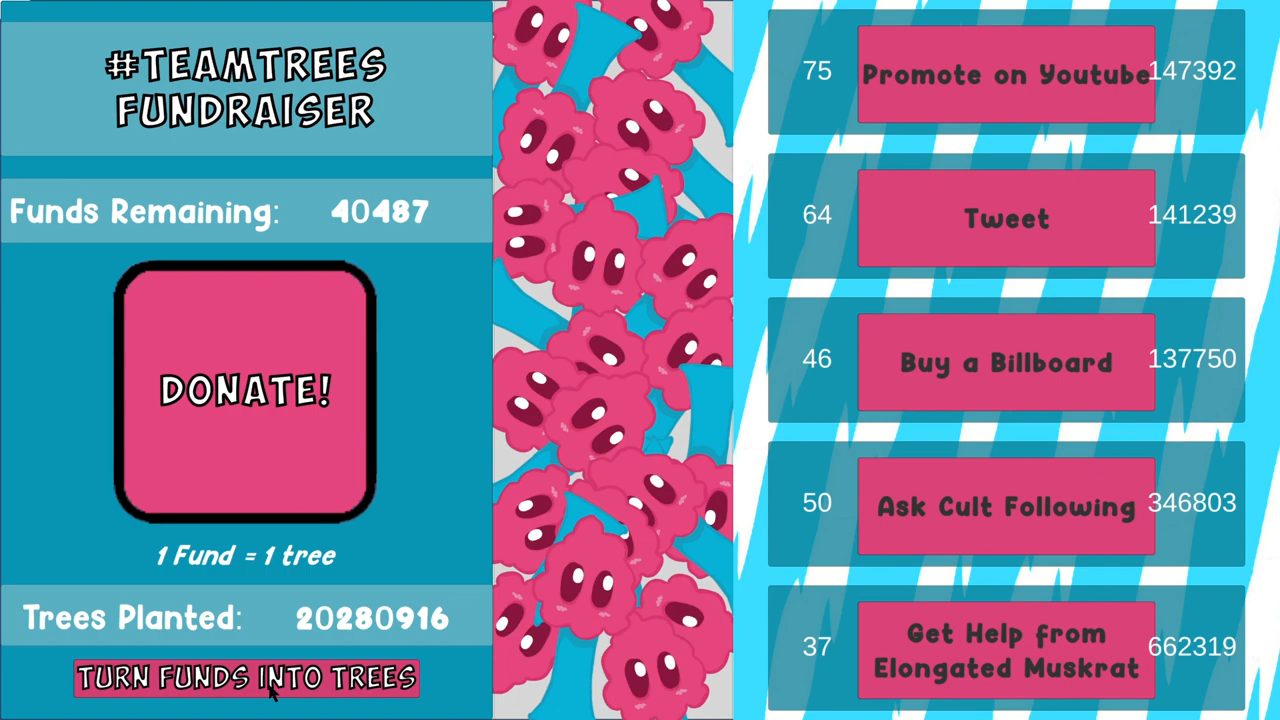 #TEAMTREES
FUNDRAISER
Funds Remaining: 40487
DONATE!
1 Fund = 1 tree
Trees Planted: 20280916
TURN FUNDS INTO TREES
75 Promote on Youtube 147392
64 Tweet 141239
46 Buy a Billboard 137750
50 Ask Cult Following 346803
37 Get Help from
Elongated Muskrat 662319